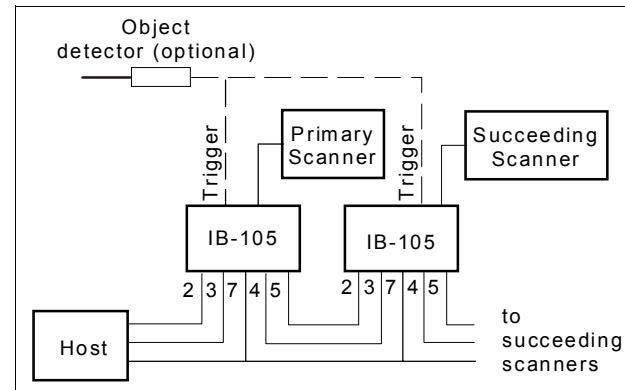 Object
detector (optional)
Trigger
Primary
Scanner
Trigger
Succeeding
Scanner
IB-105
IB-105
2 3 7 4 5
2 3 7 4 5
Host
to
succeeding
scanners